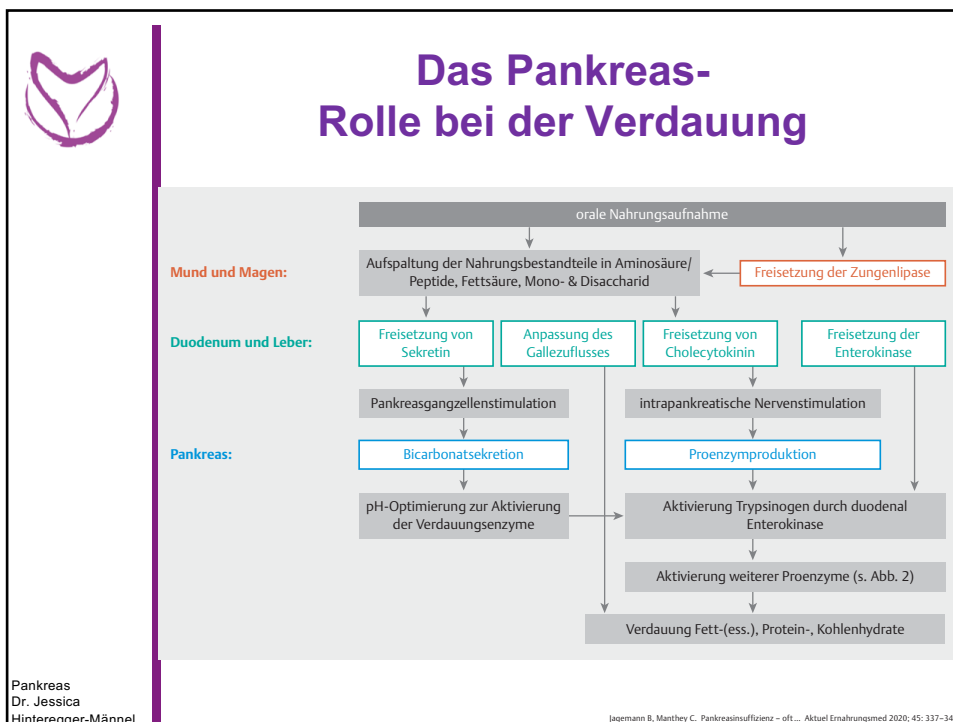 Das Pankreas-
Rolle bei der Verdauung
orale Nahrungsaufnahme
Mund und Magen:
Aufspaltung der Nahrungsbestandteile in Aminosäure/
Peptide, Fettsäure, Mono- & Disaccharid
Freisetzung der Zungenlipase
Duodenum und Leber:
Freisetzung von
Sekretin
Anpassung des
Gallezuflusses
Freisetzung von
Cholecytokinin
Freisetzung der
Enterokinase
Pankreasgangzellenstimulation
intrapankreatische Nervenstimulation
Pankreas:
Bicarbonatsekretion
Proenzymproduktion
pH-Optimierung zur Aktivierung
der Verdauungsenzyme
Aktivierung Trypsinogen durch duodenal
Enterokinase
Aktivierung weiterer Proenzyme (s. Abb. 2)
Verdauung Fett-(ess.), Protein-, Kohlenhydrate
Pankreas
Dr. Jessica
Hinteregger-Männel
Jagemann B, Manthey C. Pankreasinsuffizienz – oft ... Aktuel Ernahrungsmed 2020; 45: 337–34